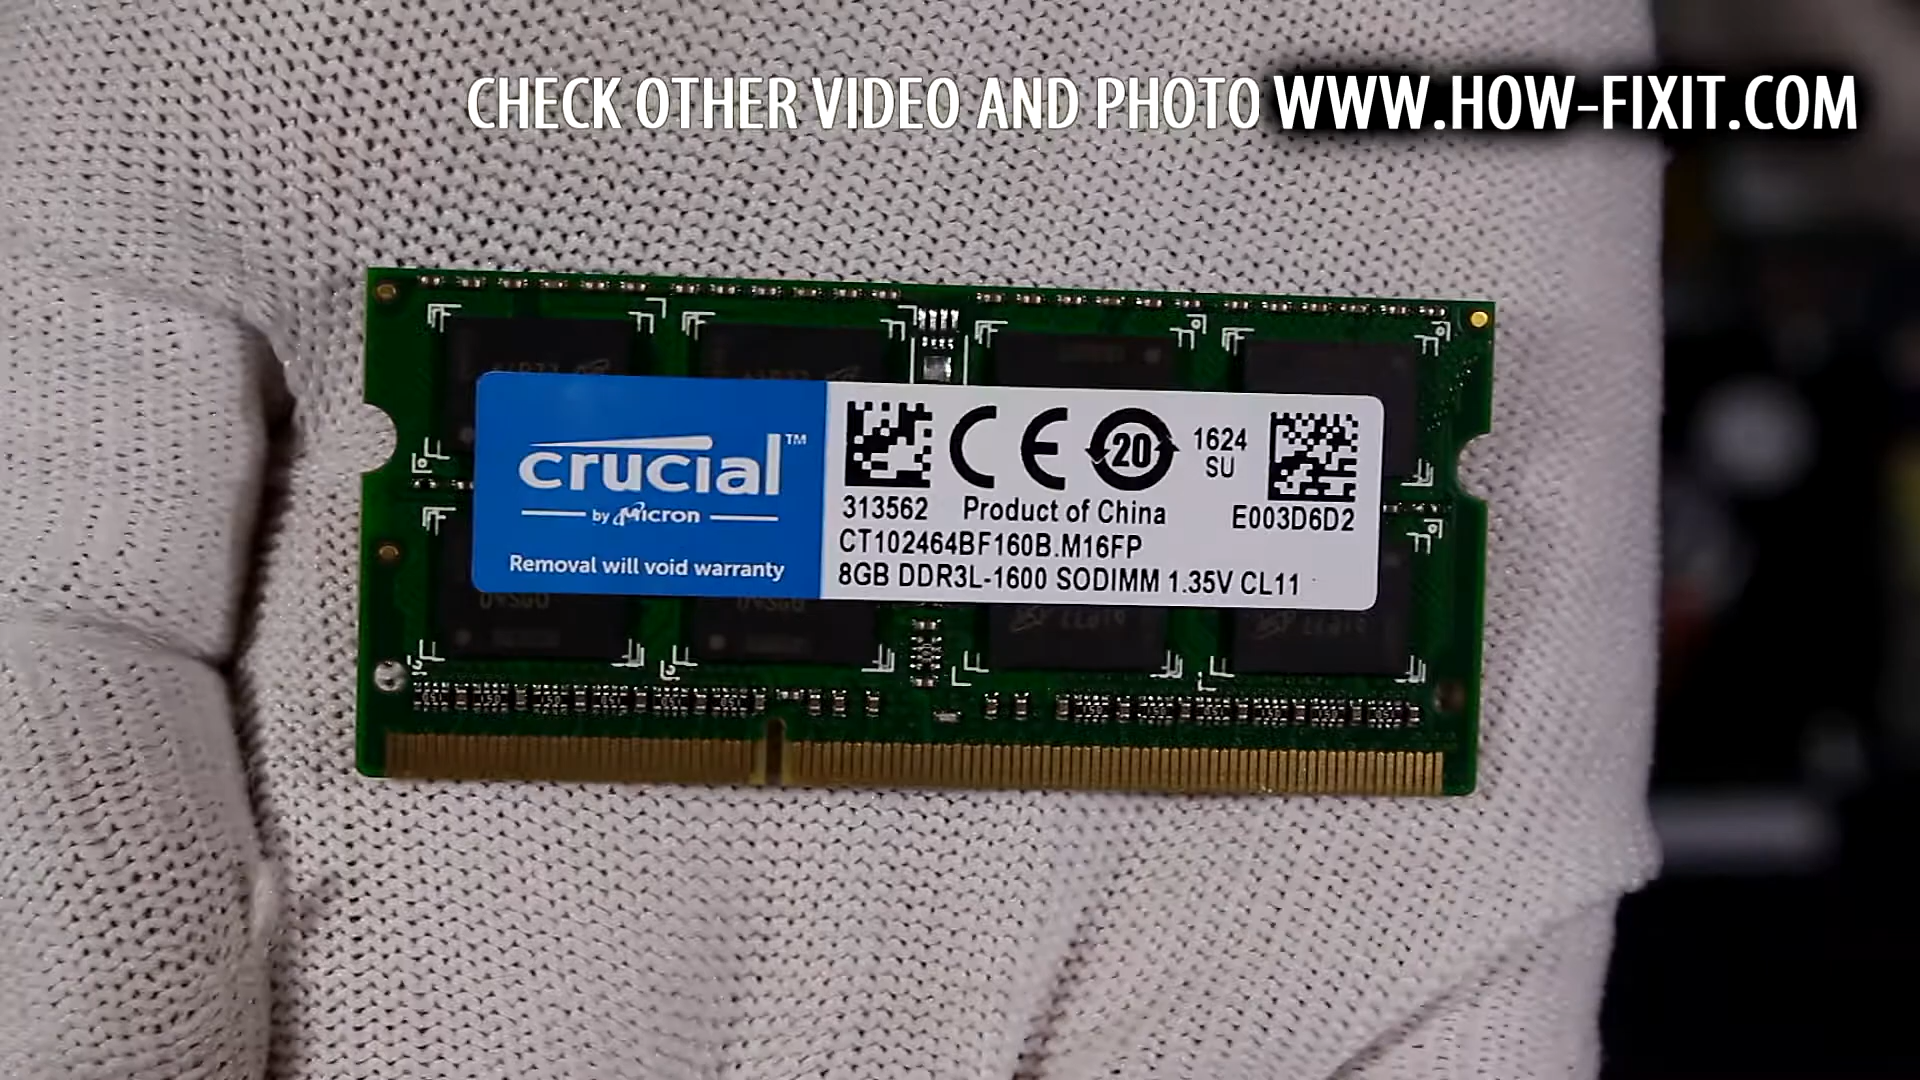 CHECK OTHER VIDEO AND PHOTO WWW.HOW-FIXIT.COM
crucial™
by Micron
Removal will void warranty
20
1624
SU
313562 Product of China E003D6D2
CT102464BF160B.M16FP
8GB DDR3L-1600 SODIMM 1.35V CL11